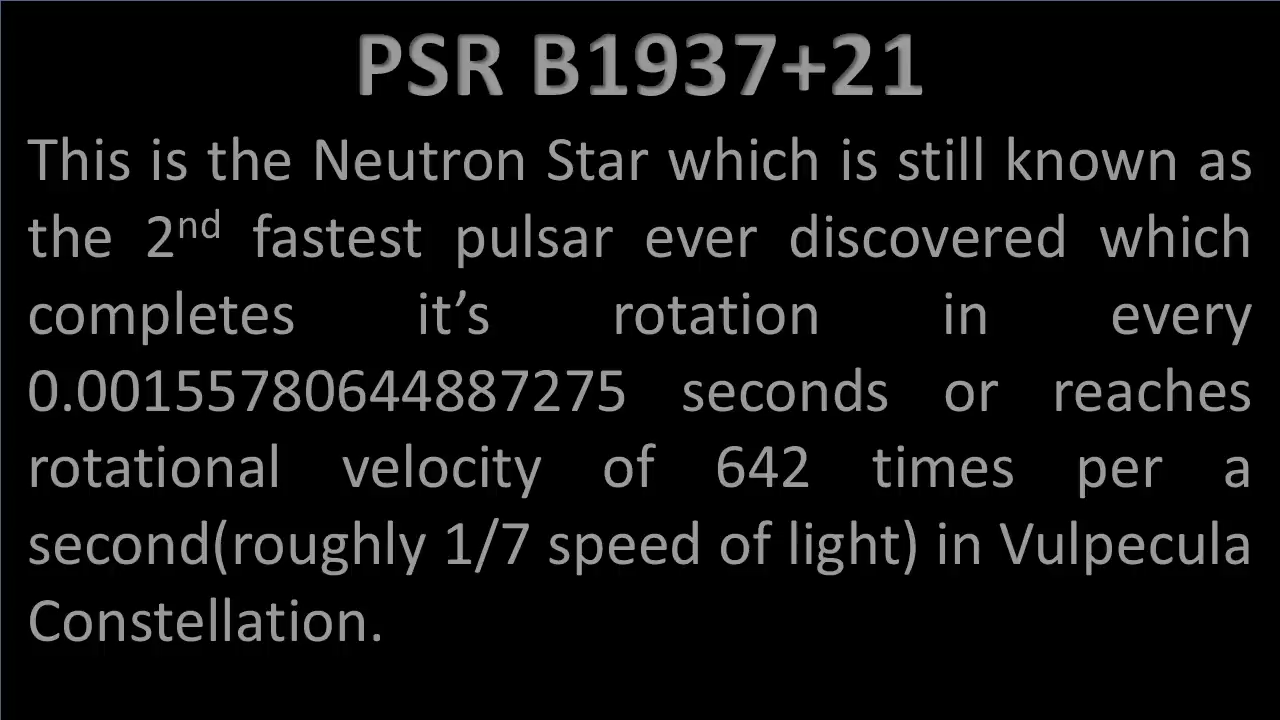 PSR B1937+21
This is the Neutron Star which is still known as
the 2nd fastest pulsar ever discovered which
completes it’s rotation in every
0.00155780644887275 seconds or reaches
rotational velocity of 642 times per a
second(roughly 1/7 speed of light) in Vulpecula
Constellation.